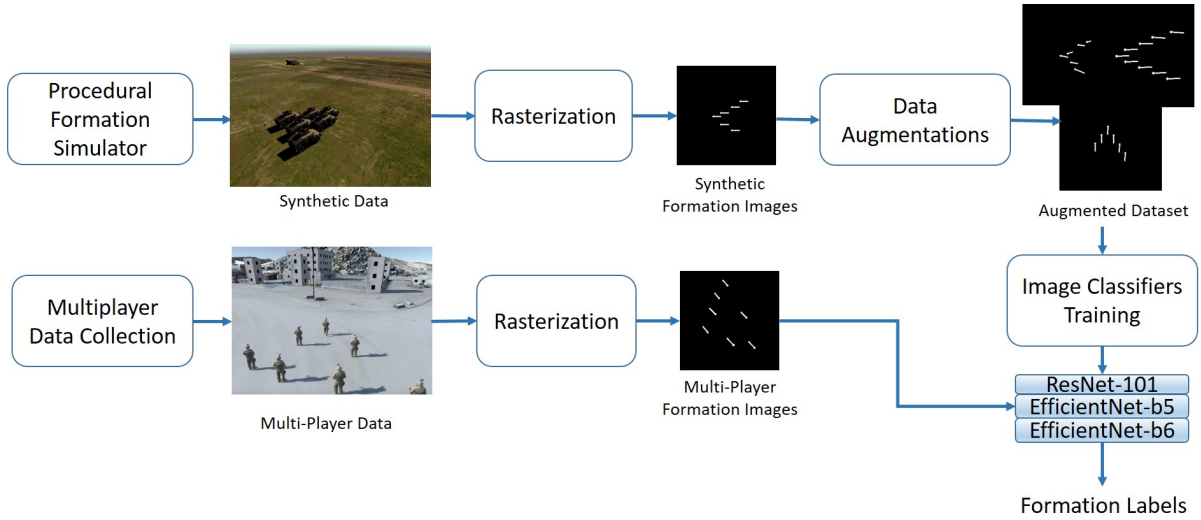 Procedural
Formation
Simulator
Synthetic Data
Rasterization
Synthetic
Formation Images
Data
Augmentations
Augmented Dataset
Multiplayer
Data Collection
Multi-Player Data
Rasterization
Multi-Player
Formation Images
Image Classifiers
Training
ResNet-101
EfficientNet-b5
EfficientNet-b6
Formation Labels